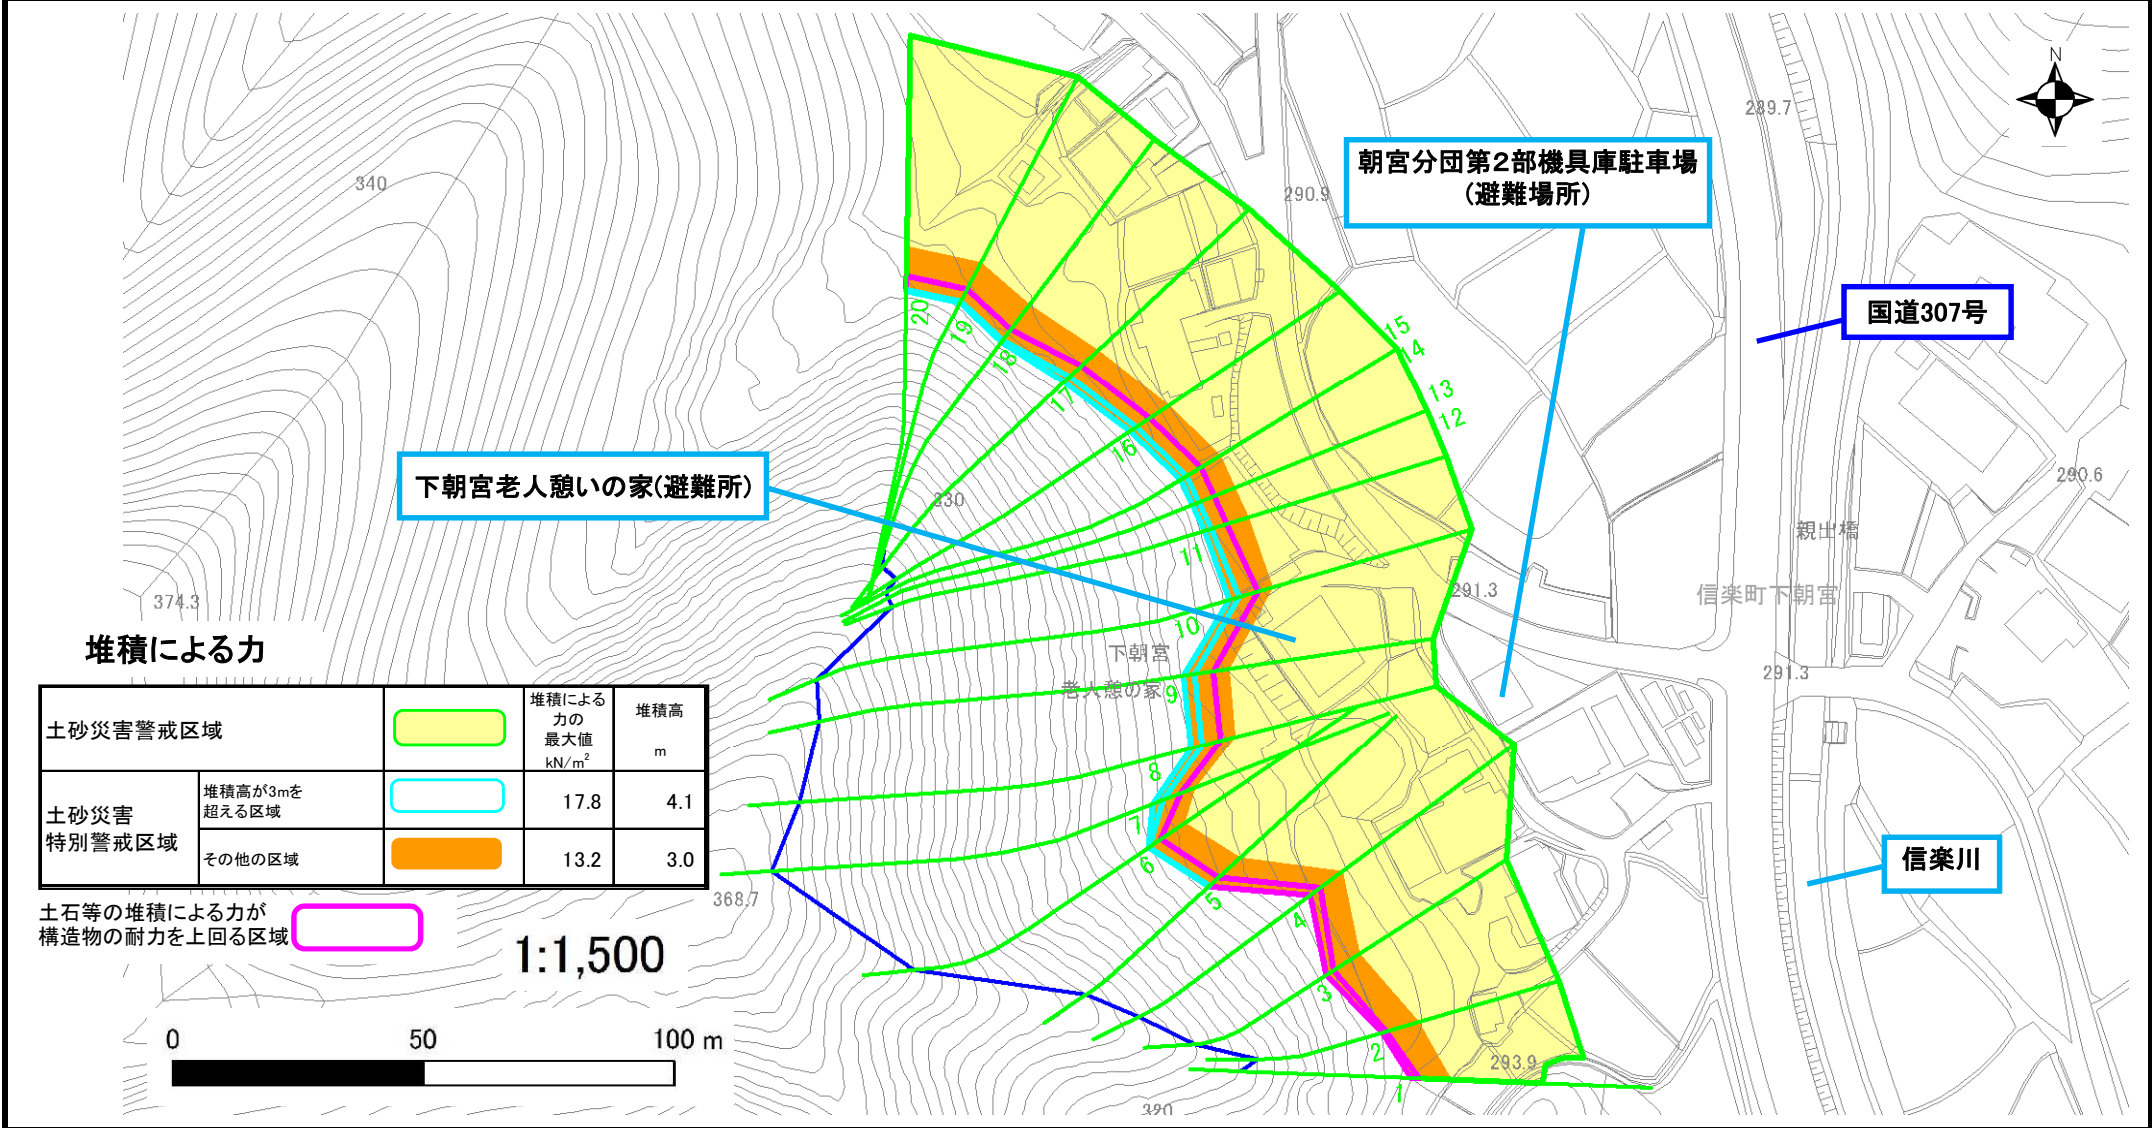 N
289.7
340
朝宮分団第2部機具庫駐車場
(避難場所)
290.9
国道307号
20
19
18
17
16
15
14
13
12
下朝宮老人憩いの家(避難所)
330
290.6
親出橋
11
374.3
291.3
信楽町下朝宮
10
下朝宮
老人憩の家
9
291.3
堆積による力
土砂災害警戒区域
堆積による
力の
最大値
kN/m²
堆積高
m
土砂災害
特別警戒区域
堆積高が3mを
超える区域
17.8
4.1
その他の区域
13.2
3.0
8
7
6
5
4
3
2
1
信楽川
368.7
土石等の堆積による力が
構造物の耐力を上回る区域
1:1,500
0 50 100 m
293.9
320